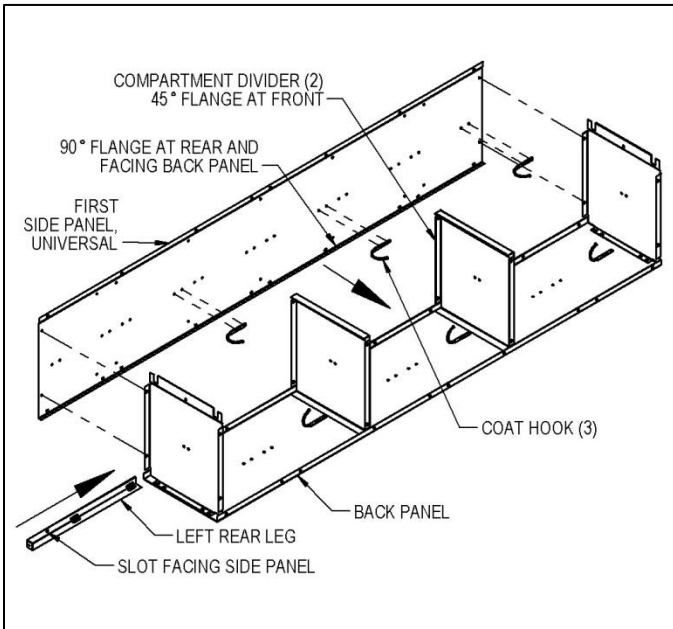 COMPARTMENT DIVIDER (2)
45° FLANGE AT FRONT
90° FLANGE AT REAR AND
FACING BACK PANEL
FIRST
SIDE PANEL,
UNIVERSAL
COAT HOOK (3)
BACK PANEL
LEFT REAR LEG
SLOT FACING SIDE PANEL